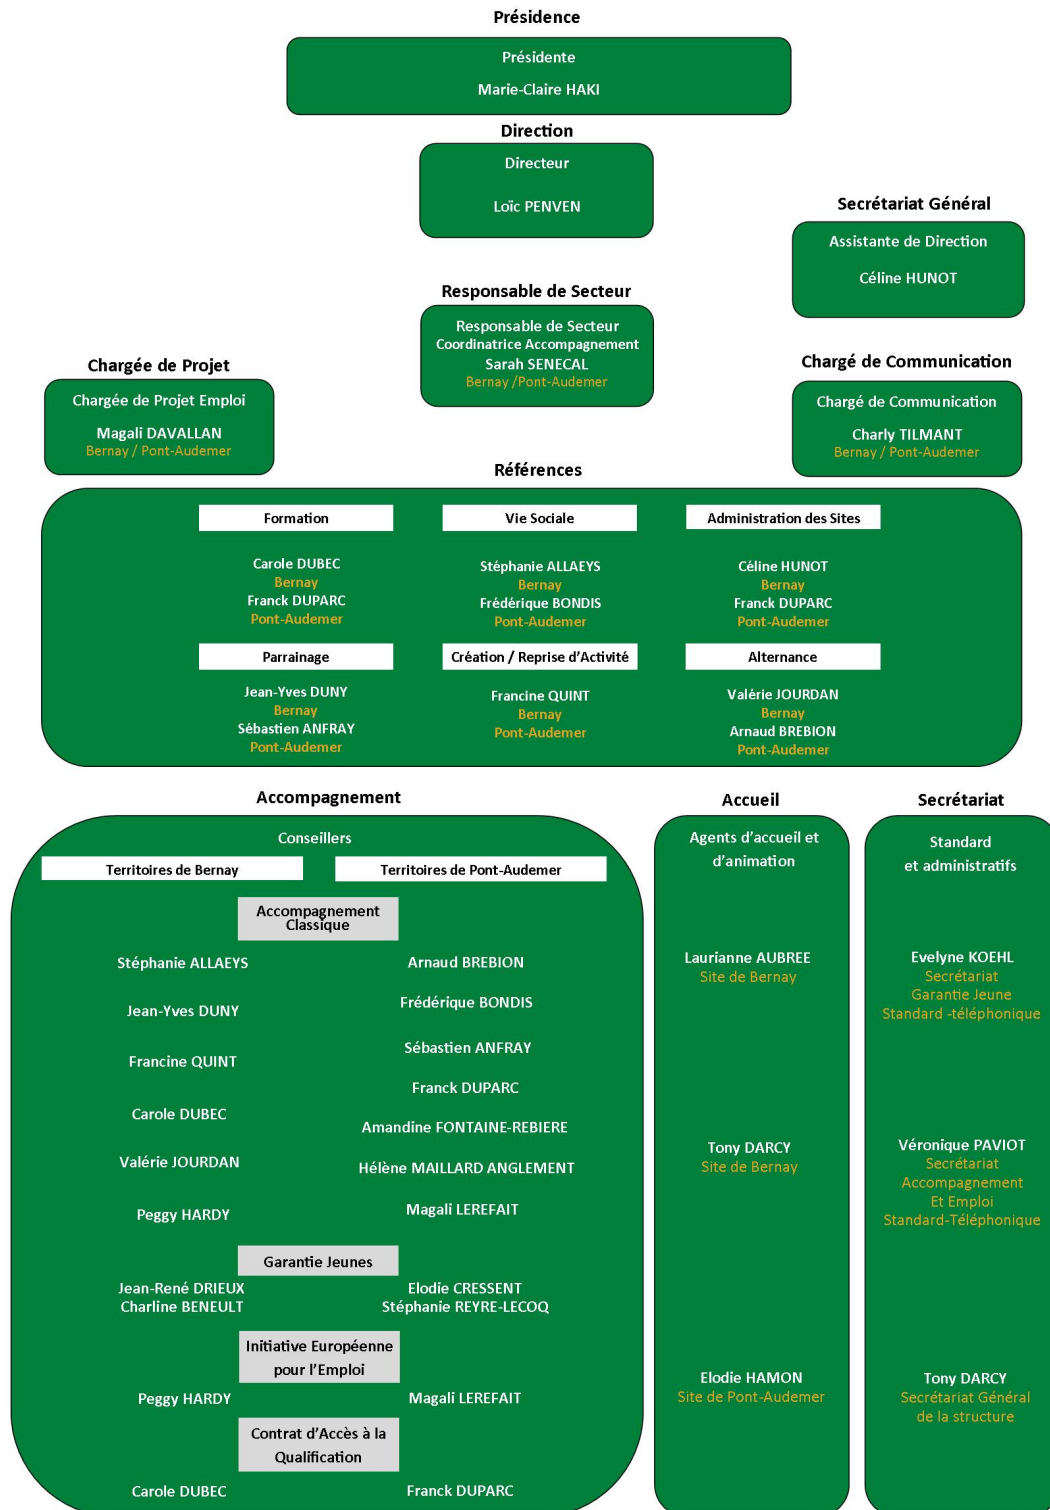 Présidence
Présidente
Marie-Claire HAKI
Direction
Directeur
Loïc PENVEN
Secrétariat Général
Assistante de Direction
Céline HUNOT
Responsable de Secteur
Responsable de Secteur
Coordinatrice Accompagnement
Sarah SENECAL
Bernay /Pont-Audemer
Chargée de Projet
Chargée de Projet Emploi
Magali DAVALLAN
Bernay / Pont-Audemer
Chargé de Communication
Chargé de Communication
Charly TILMANT
Bernay / Pont-Audemer
Références
Formation
Carole DUBEC
Bernay
Franck DUPARC
Pont-Audemer
Vie Sociale
Stéphanie ALLAEYS
Bernay
Frédérique BONDIS
Pont-Audemer
Administration des Sites
Céline HUNOT
Bernay
Franck DUPARC
Pont-Audemer
Parrainage
Jean-Yves DUNY
Bernay
Sébastien ANFRAY
Pont-Audemer
Création / Reprise d'Activité
Francine QUINT
Bernay
Pont-Audemer
Alternance
Valérie JOURDAN
Bernay
Arnaud BREBION
Pont-Audemer
Accompagnement
Conseillers
Territoires de Bernay
Territoires de Pont-Audemer
Accompagnement
Classique
Stéphanie ALLAEYS
Jean-Yves DUNY
Francine QUINT
Carole DUBEC
Valérie JOURDAN
Peggy HARDY
Arnaud BREBION
Frédérique BONDIS
Sébastien ANFRAY
Franck DUPARC
Amandine FONTAINE-REBIERE
Hélène MAILLARD ANGLEMENT
Magali LEREFAIT
Garantie Jeunes
Jean-René DRIEUX
Charline BENEULT
Elodie CRESSENT
Stéphanie REYRE-LECOQ
Initiative Européenne
pour l'Emploi
Peggy HARDY
Magali LEREFAIT
Contrat d'Accès à la
Qualification
Carole DUBEC
Franck DUPARC
Accueil
Agents d'accueil et
d'animation
Laurianne AUBREE
Site de Bernay
Tony DARCY
Site de Bernay
Elodie HAMON
Site de Pont-Audemer
Secrétariat
Standard
et administratifs
Evelyne KOEHL
Secrétariat
Garantie Jeune
Standard -téléphonique
Véronique PAVIOT
Secrétariat
Accompagnement
Et Emploi
Standard-Téléphonique
Tony DARCY
Secrétariat Général
de la structure